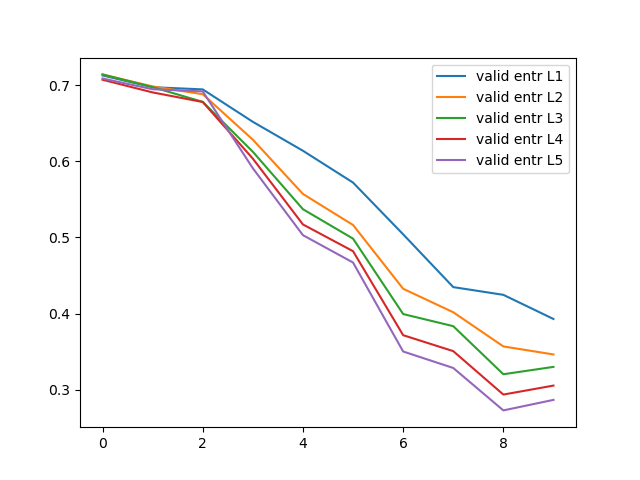 0.7
0.6
0.5
0.4
0.3
0 2 4 6 8
valid entr L1
valid entr L2
valid entr L3
valid entr L4
valid entr L5